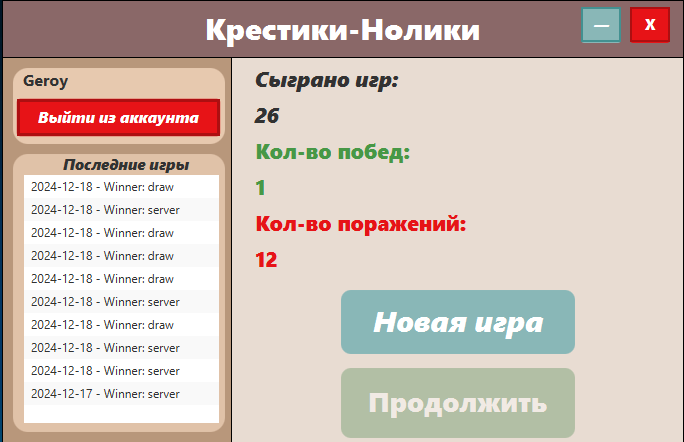 Крестики-Нолики
—
X
Geroy
Выйти из аккаунта
Последние игры
2024-12-18 - Winner: draw
2024-12-18 - Winner: server
2024-12-18 - Winner: draw
2024-12-18 - Winner: draw
2024-12-18 - Winner: draw
2024-12-18 - Winner: server
2024-12-18 - Winner: draw
2024-12-18 - Winner: server
2024-12-18 - Winner: server
2024-12-17 - Winner: server
Сыграно игр:
26
Кол-во побед:
1
Кол-во поражений:
12
Новая игра
Продолжить